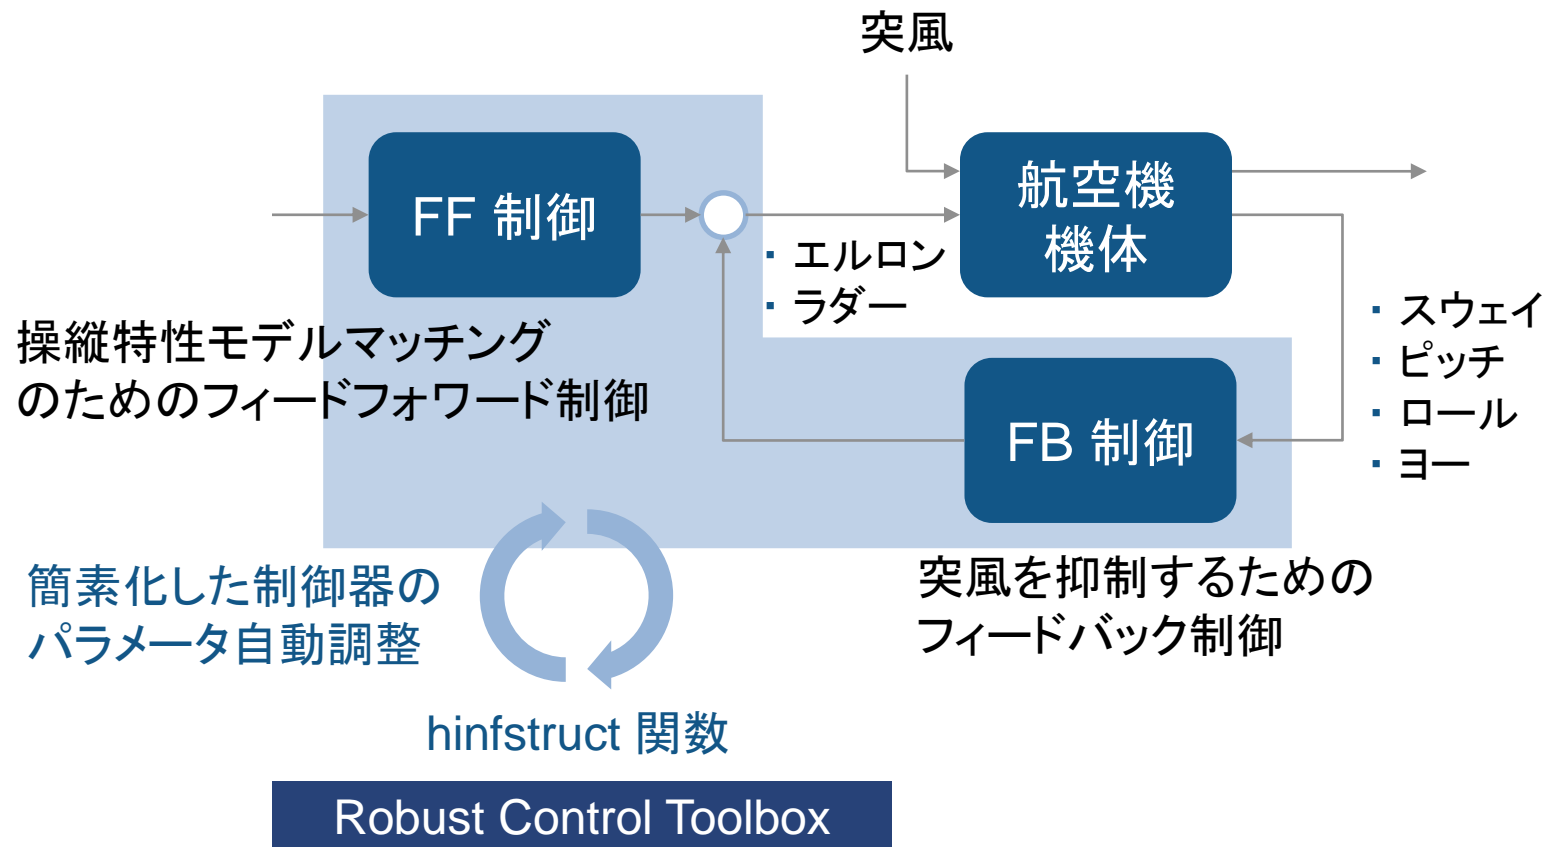 突風
FF 制御
航空機
機体
・ エルロン
・ ラダー
操縦特性モデルマッチング
のためのフィードフォワード制御
・ スウェイ
・ ピッチ
・ ロール
・ ヨー
FB 制御
突風を抑制するための
フィードバック制御
簡素化した制御器の
パラメータ自動調整
hinfstruct 関数
Robust Control Toolbox